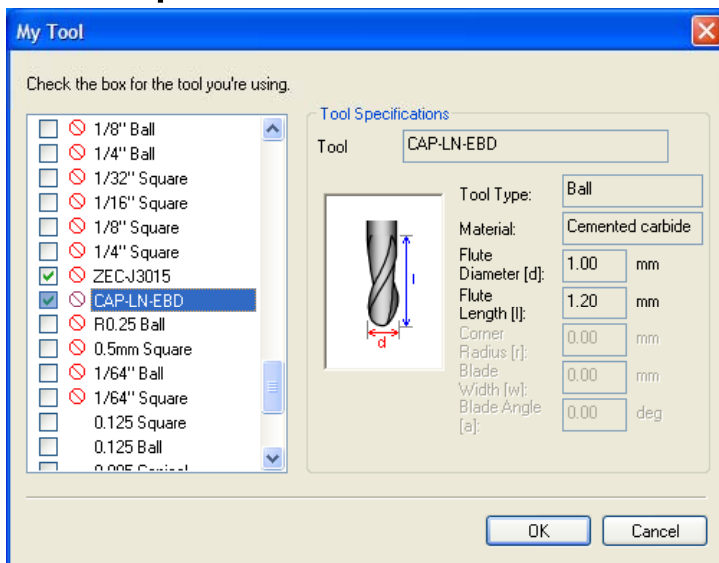 My Tool
Check the box for the tool you're using.
1/8" Ball
1/4" Ball
1/32" Square
1/16" Square
1/8" Square
1/4" Square
ZEC-J3015
CAP-LN-EBD
R0.25 Ball
0.5mm Square
1/64" Ball
1/64" Square
0.125 Square
0.125 Ball
Tool Specifications
Tool CAP-LN-EBD
l
d
Tool Type: Ball
Material: Cemented carbide
Flute
Diameter [d]: 1.00 mm
Flute
Length [l]: 1.20 mm
Corner
Radius [r]: 0.00 mm
Blade
Width [w]: 0.00 mm
Blade Angle
[a]: 0.00 deg
OK Cancel